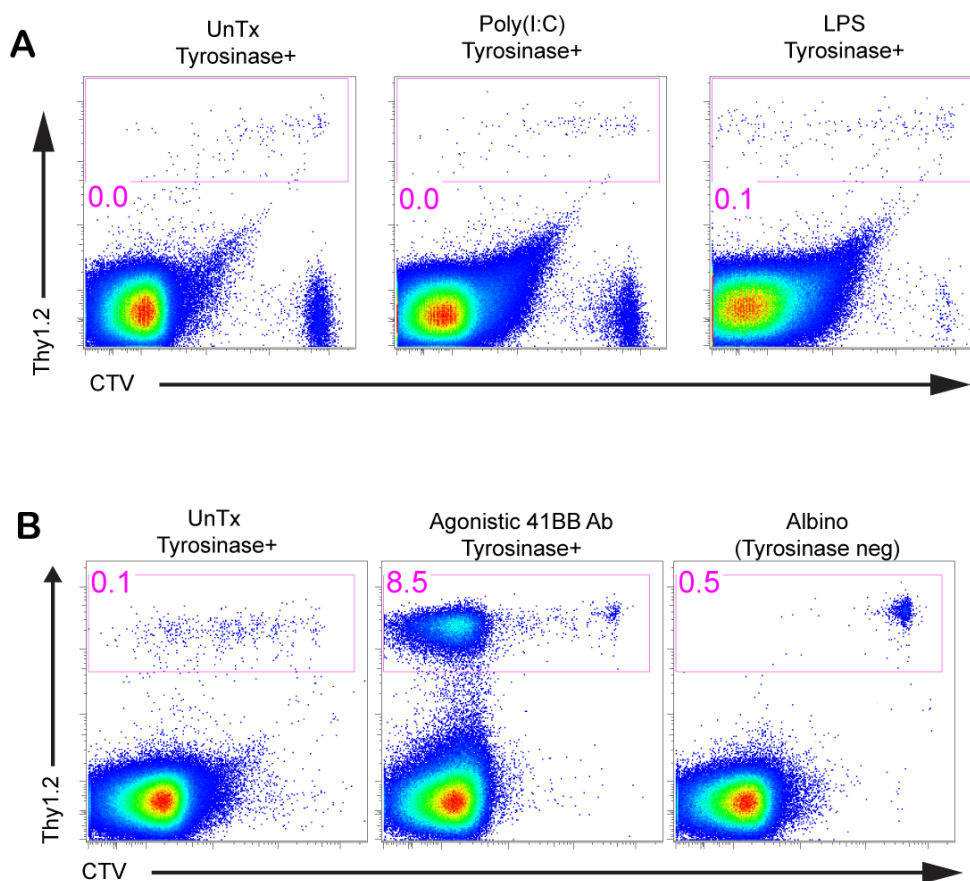 A
UnTx
Tyrosinase+
Poly(I:C)
Tyrosinase+
LPS
Tyrosinase+
Thy1.2
0.0
0.0
0.1
CTV
B
UnTx
Tyrosinase+
Agonistic 41BB Ab
Tyrosinase+
Albino
(Tyrosinase neg)
Thy1.2
0.1
8.5
0.5
CTV